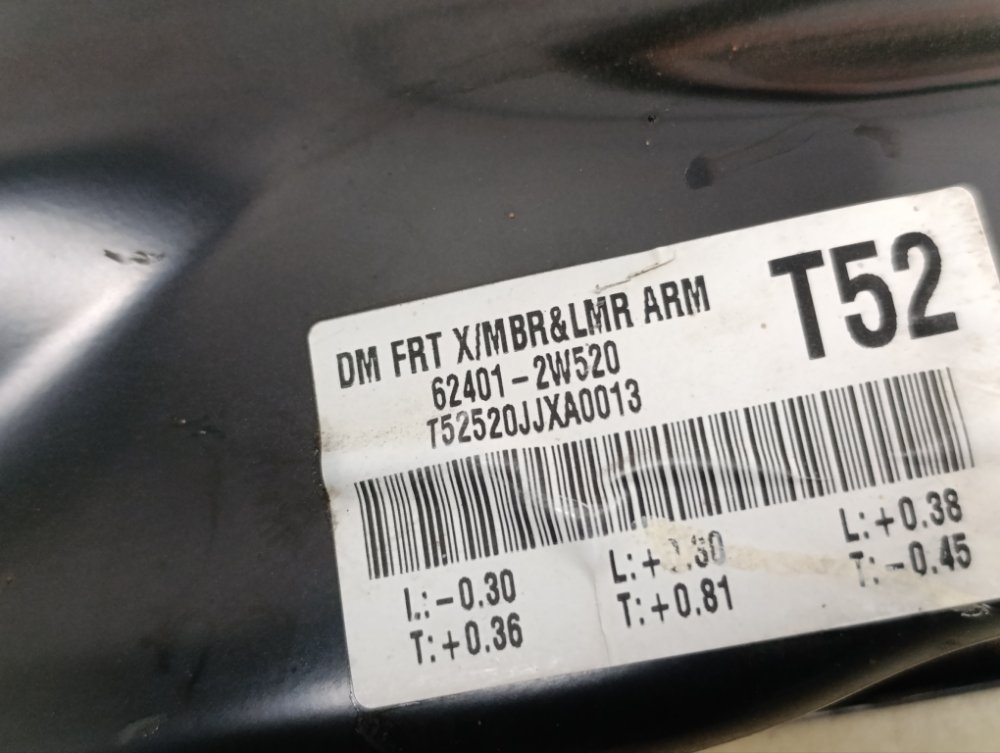 DM FRT X/MBR&LMR ARM
T52
62401-2W520
T52520JJXA0013
L:-0.30
T:+0.36
T:+0.81
L:+0.38
T:-0.45